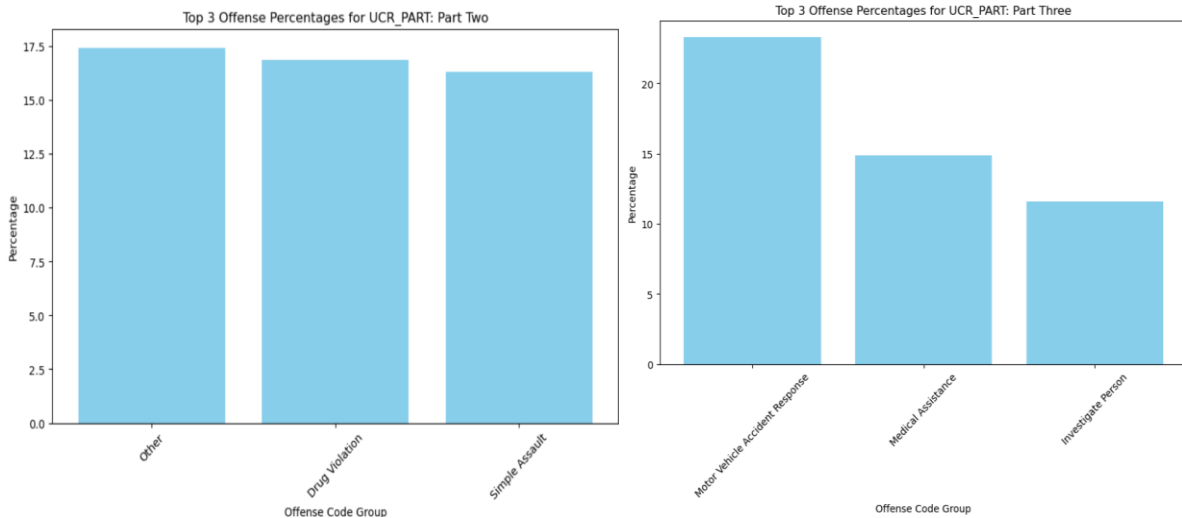 Top 3 Offense Percentages for UCR_PART: Part Two
17.5
15.0
12.5
10.0
7.5
5.0
2.5
0.0
Percentage
Other
Drug Violation
Simple Assault
Offense Code Group
Top 3 Offense Percentages for UCR_PART: Part Three
20
15
10
5
0
Percentage
Motor Vehicle Accident Response
Medical Assistance
Investigate Person
Offense Code Group